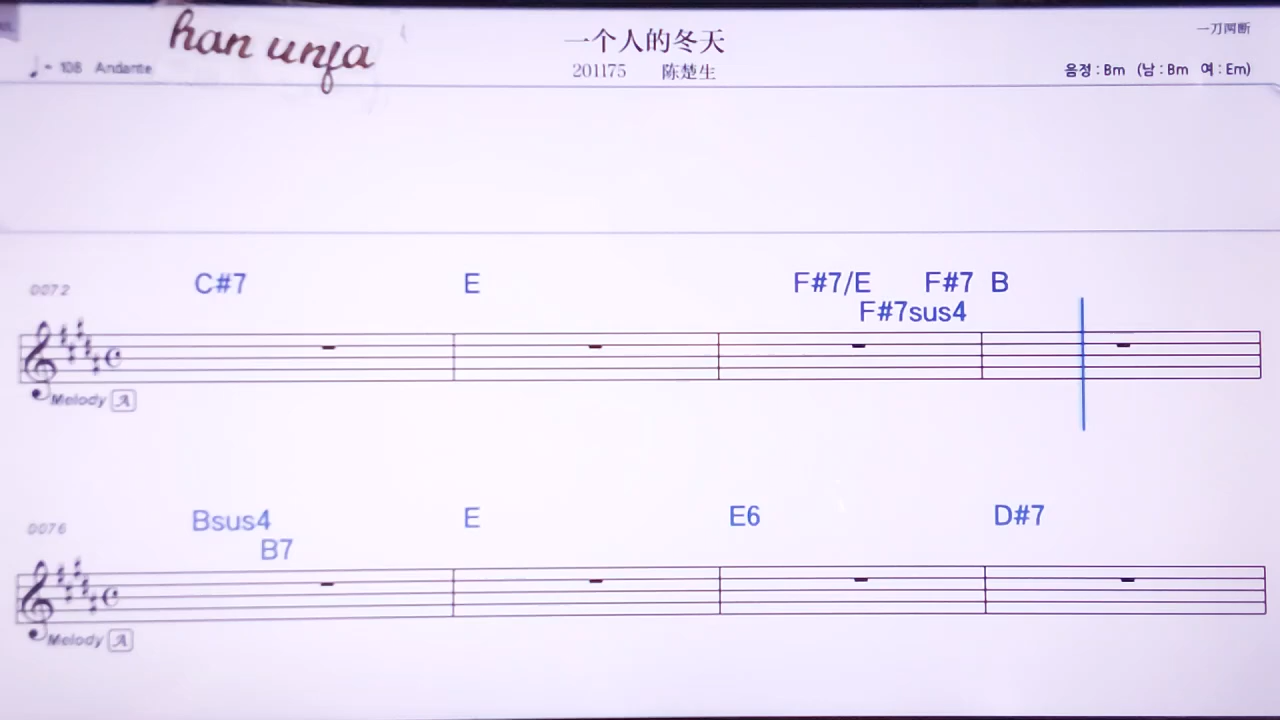 han unfa
一个人的冬天
一刀两断
♩= 108 Andante
201175 陈楚生
음정 : Bm (남 : Bm 여 : Em)
0072
C#7 E F#7/E F#7 B
F#7sus4
Melody A
0076
Bsus4 E E6 D#7
B7
Melody A